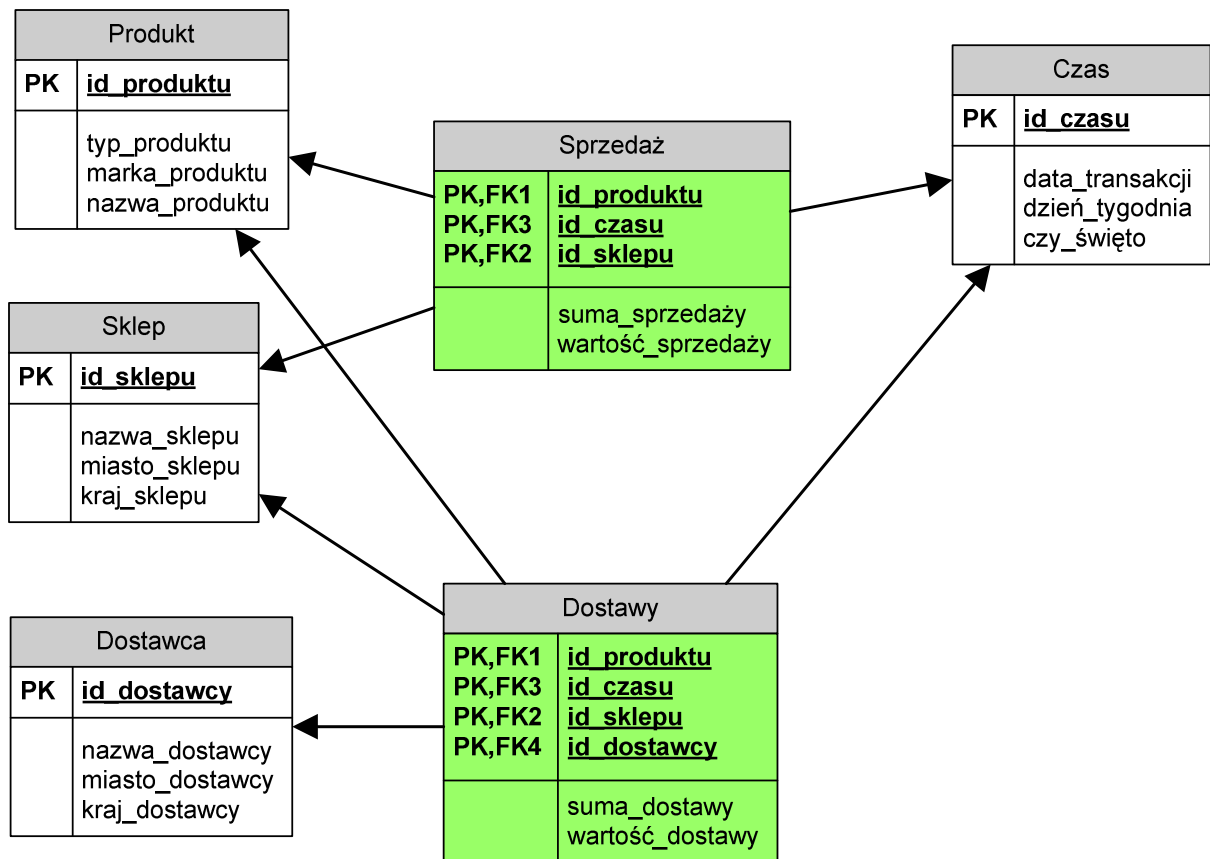 Produkt
PK id_produktu
typ_produktu
marka_produktu
nazwa_produktu
Sklep
PK id_sklepu
nazwa_sklepu
miasto_sklepu
kraj_sklepu
Dostawca
PK id_dostawcy
nazwa_dostawcy
miasto_dostawcy
kraj_dostawcy
Sprzedaż
PK,FK1 id_produktu
PK,FK3 id_czasu
PK,FK2 id_sklepu
suma_sprzedaży
wartość_sprzedaży
Dostawy
PK,FK1 id_produktu
PK,FK3 id_czasu
PK,FK2 id_sklepu
PK,FK4 id_dostawcy
suma_dostawy
wartość_dostawy
Czas
PK id_czasu
data_transakcji
dzień_tygodnia
czy_święto